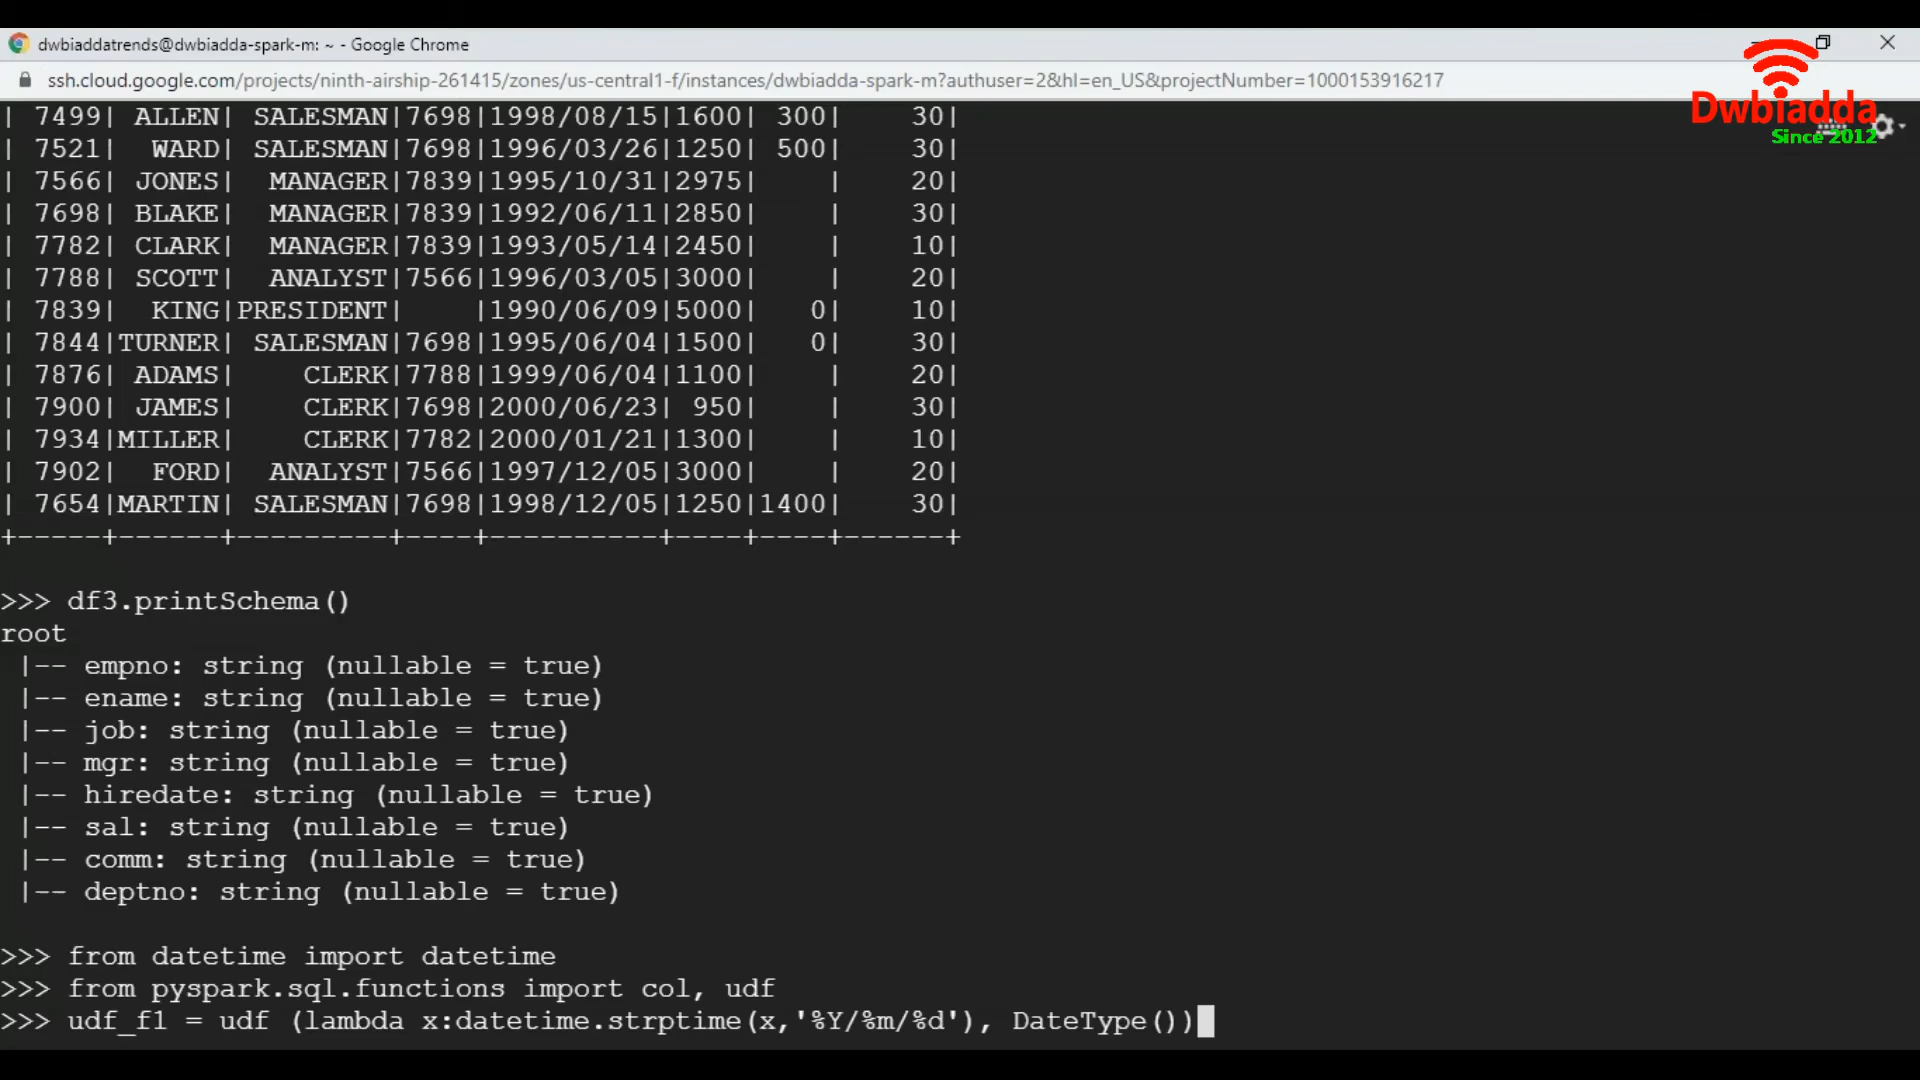 dwbiaddatrends@dwbiadda-spark-m: ~ - Google Chrome
ssh.cloud.google.com/projects/ninth-airship-261415/zones/us-central1-f/instances/dwbiadda-spark-m?authuser=2&hl=en_US&projectNumber=1000153916217
Dwbiadda
Since 2012
| 7499| ALLEN| SALESMAN|7698|1998/08/15|1600| 300| 30|
| 7521| WARD| SALESMAN|7698|1996/03/26|1250| 500| 30|
| 7566| JONES| MANAGER|7839|1995/10/31|2975| | 20|
| 7698| BLAKE| MANAGER|7839|1992/06/11|2850| | 30|
| 7782| CLARK| MANAGER|7839|1993/05/14|2450| | 10|
| 7788| SCOTT| ANALYST|7566|1996/03/05|3000| | 20|
| 7839| KING|PRESIDENT| |1990/06/09|5000| 0| 10|
| 7844|TURNER| SALESMAN|7698|1995/06/04|1500| 0| 30|
| 7876| ADAMS| CLERK|7788|1999/06/04|1100| | 20|
| 7900| JAMES| CLERK|7698|2000/06/23| 950| | 30|
| 7934|MILLER| CLERK|7782|2000/01/21|1300| | 10|
| 7902| FORD| ANALYST|7566|1997/12/05|3000| | 20|
| 7654|MARTIN| SALESMAN|7698|1998/12/05|1250|1400| 30|
+-----+------+---------+----+----------+----+----+------+
>>> df3.printSchema()
root
|-- empno: string (nullable = true)
|-- ename: string (nullable = true)
|-- job: string (nullable = true)
|-- mgr: string (nullable = true)
|-- hiredate: string (nullable = true)
|-- sal: string (nullable = true)
|-- comm: string (nullable = true)
|-- deptno: string (nullable = true)
>>> from datetime import datetime
>>> from pyspark.sql.functions import col, udf
>>> udf_f1 = udf (lambda x:datetime.strptime(x,'%Y/%m/%d'), DateType())